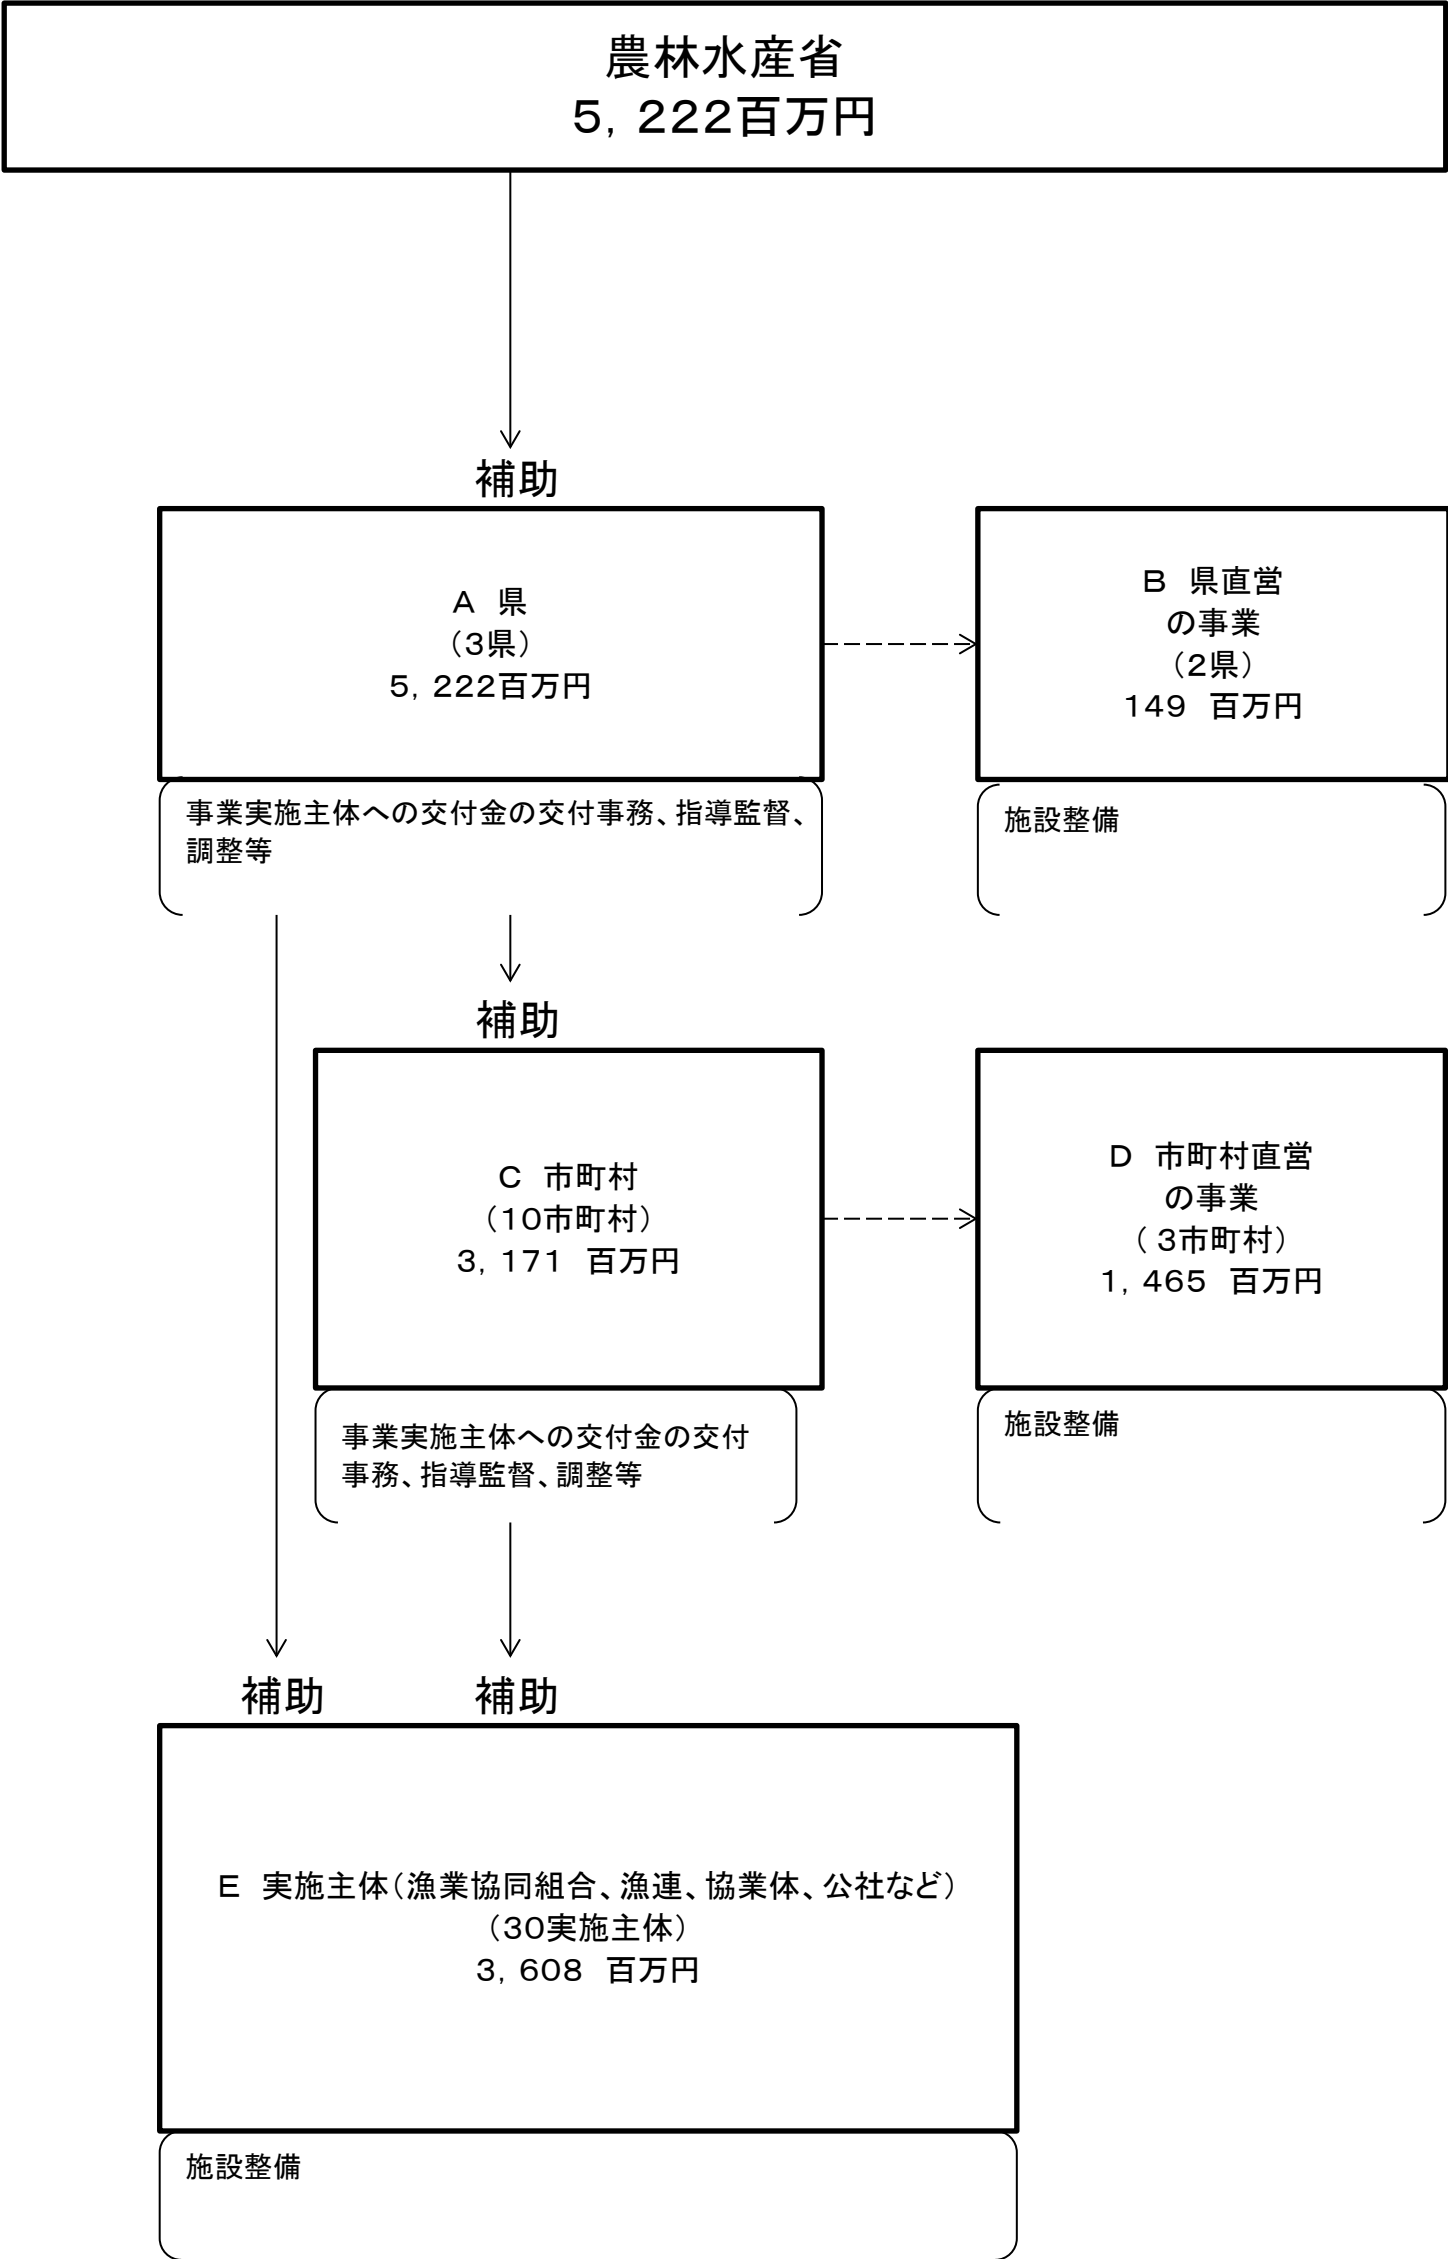 農林水産省
5，222百万円
補助
A　県
（3県）
5，222百万円
B　県直営
の事業
（2県）
149　百万円
事業実施主体への交付金の交付事務、指導監督、
調整等
施設整備
補助
C　市町村
（10市町村）
3，171　百万円
D　市町村直営
の事業
（ 3市町村）
1，465　百万円
事業実施主体への交付金の交付
事務、指導監督、調整等
施設整備
補助
補助
E　実施主体（漁業協同組合、漁連、協業体、公社など）
（30実施主体）
3，608　百万円
施設整備